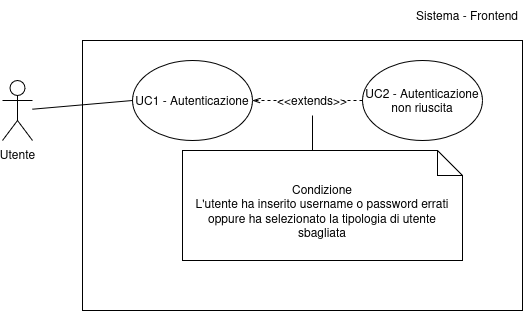 Sistema - Frontend
UC1 - Autenticazione
<<extends>>
UC2 - Autenticazione
non riuscita
Utente
Condizione
L'utente ha inserito username o password errati
oppure ha selezionato la tipologia di utente
sbagliata